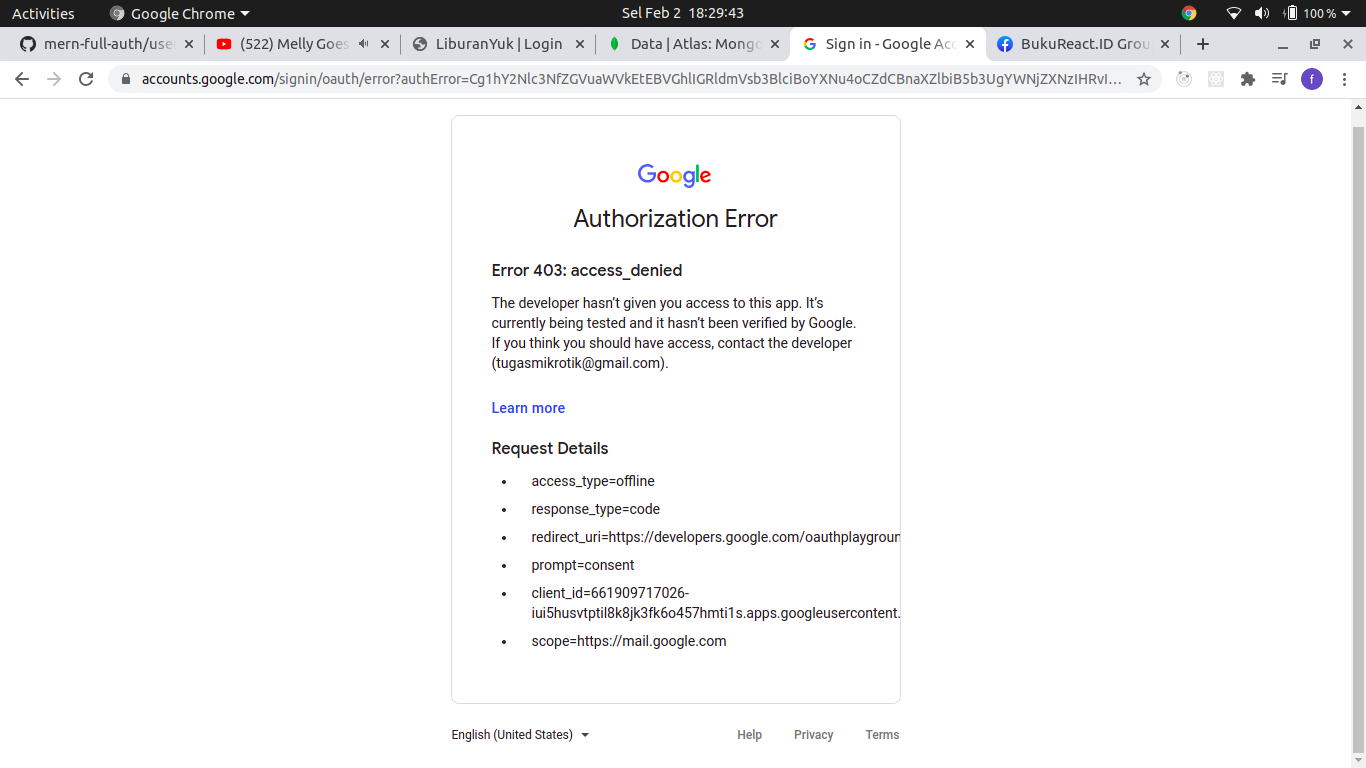 Activities
Google Chrome
Sel Feb 2 18:29:43
100 %
mern-full-auth/use
(522) Melly Goes
LiburanYuk | Login
Data | Atlas: Mong
Sign in - Google Acc
BukuReact.ID Grou
accounts.google.com/signin/oauth/error?authError=Cg1hY2Nlc3NfZGVuaWVkEtEBVGhlIGRldmVsb3BlciBoYXNu4oCZdCBnaXZlbiB5b3UgYWNjZXNzIHRvI…
f
Google
Authorization Error
Error 403: access_denied
The developer hasn’t given you access to this app. It’s
currently being tested and it hasn’t been verified by Google.
If you think you should have access, contact the developer
(tugasmikrotik@gmail.com).
Learn more
Request Details
• access_type=offline
• response_type=code
• redirect_uri=https://developers.google.com/oauthplaygroun
• prompt=consent
• client_id=661909717026-
iui5husvtptil8k8jk3fk6o457hmti1s.apps.googleusercontent.
• scope=https://mail.google.com
English (United States)
Help
Privacy
Terms